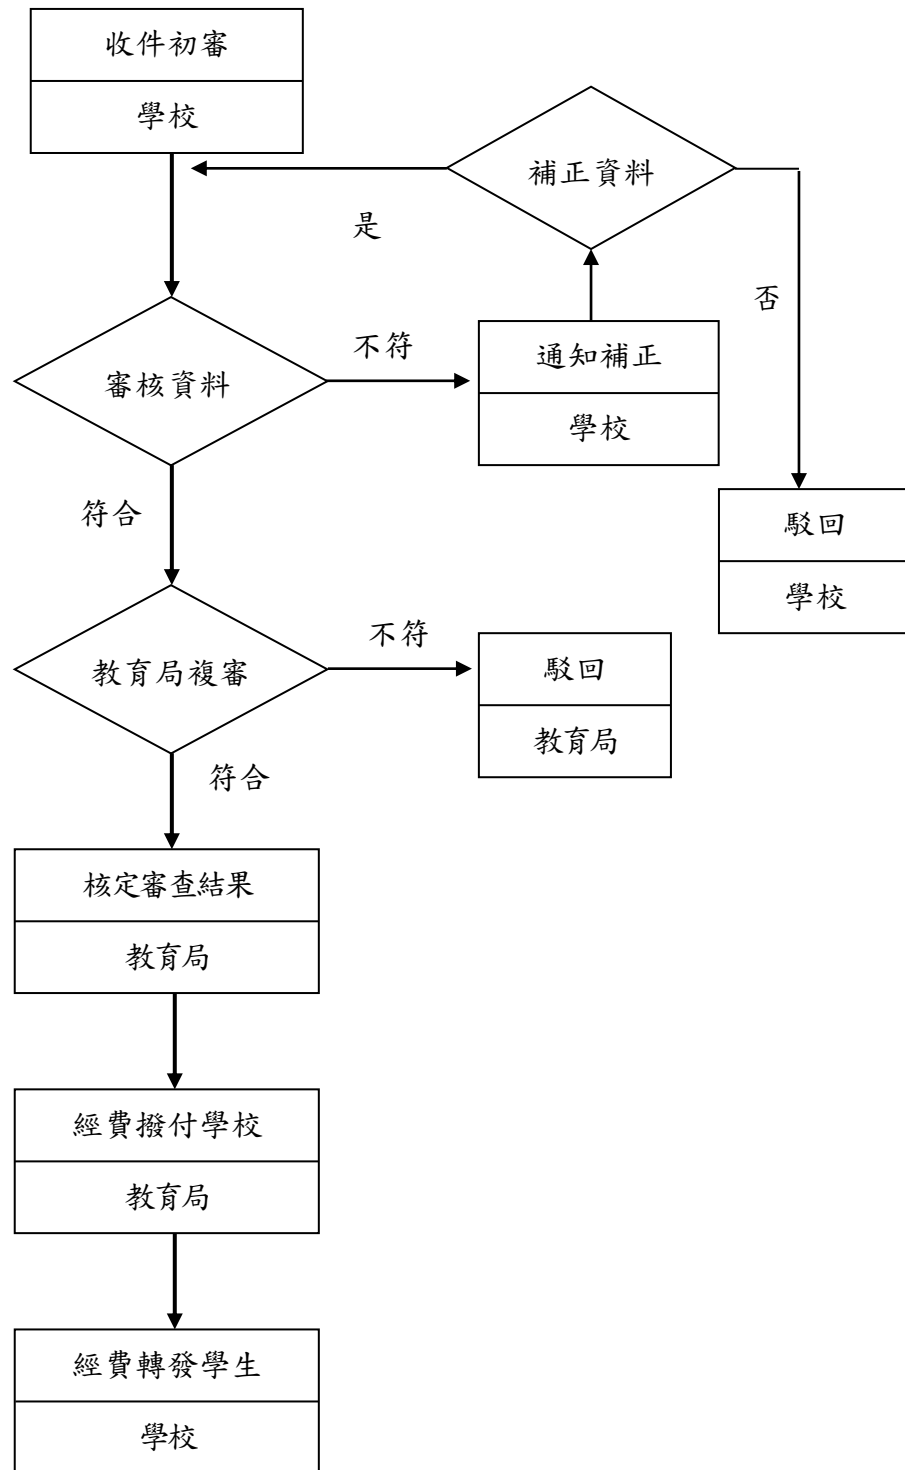 收件初審
學校
補正資料
是
否
不符
通知補正
審核資料
學校
符合
駁回
學校
不符
駁回
教育局複審
教育局
符合
核定審查結果
教育局
經費撥付學校
教育局
經費轉發學生
學校